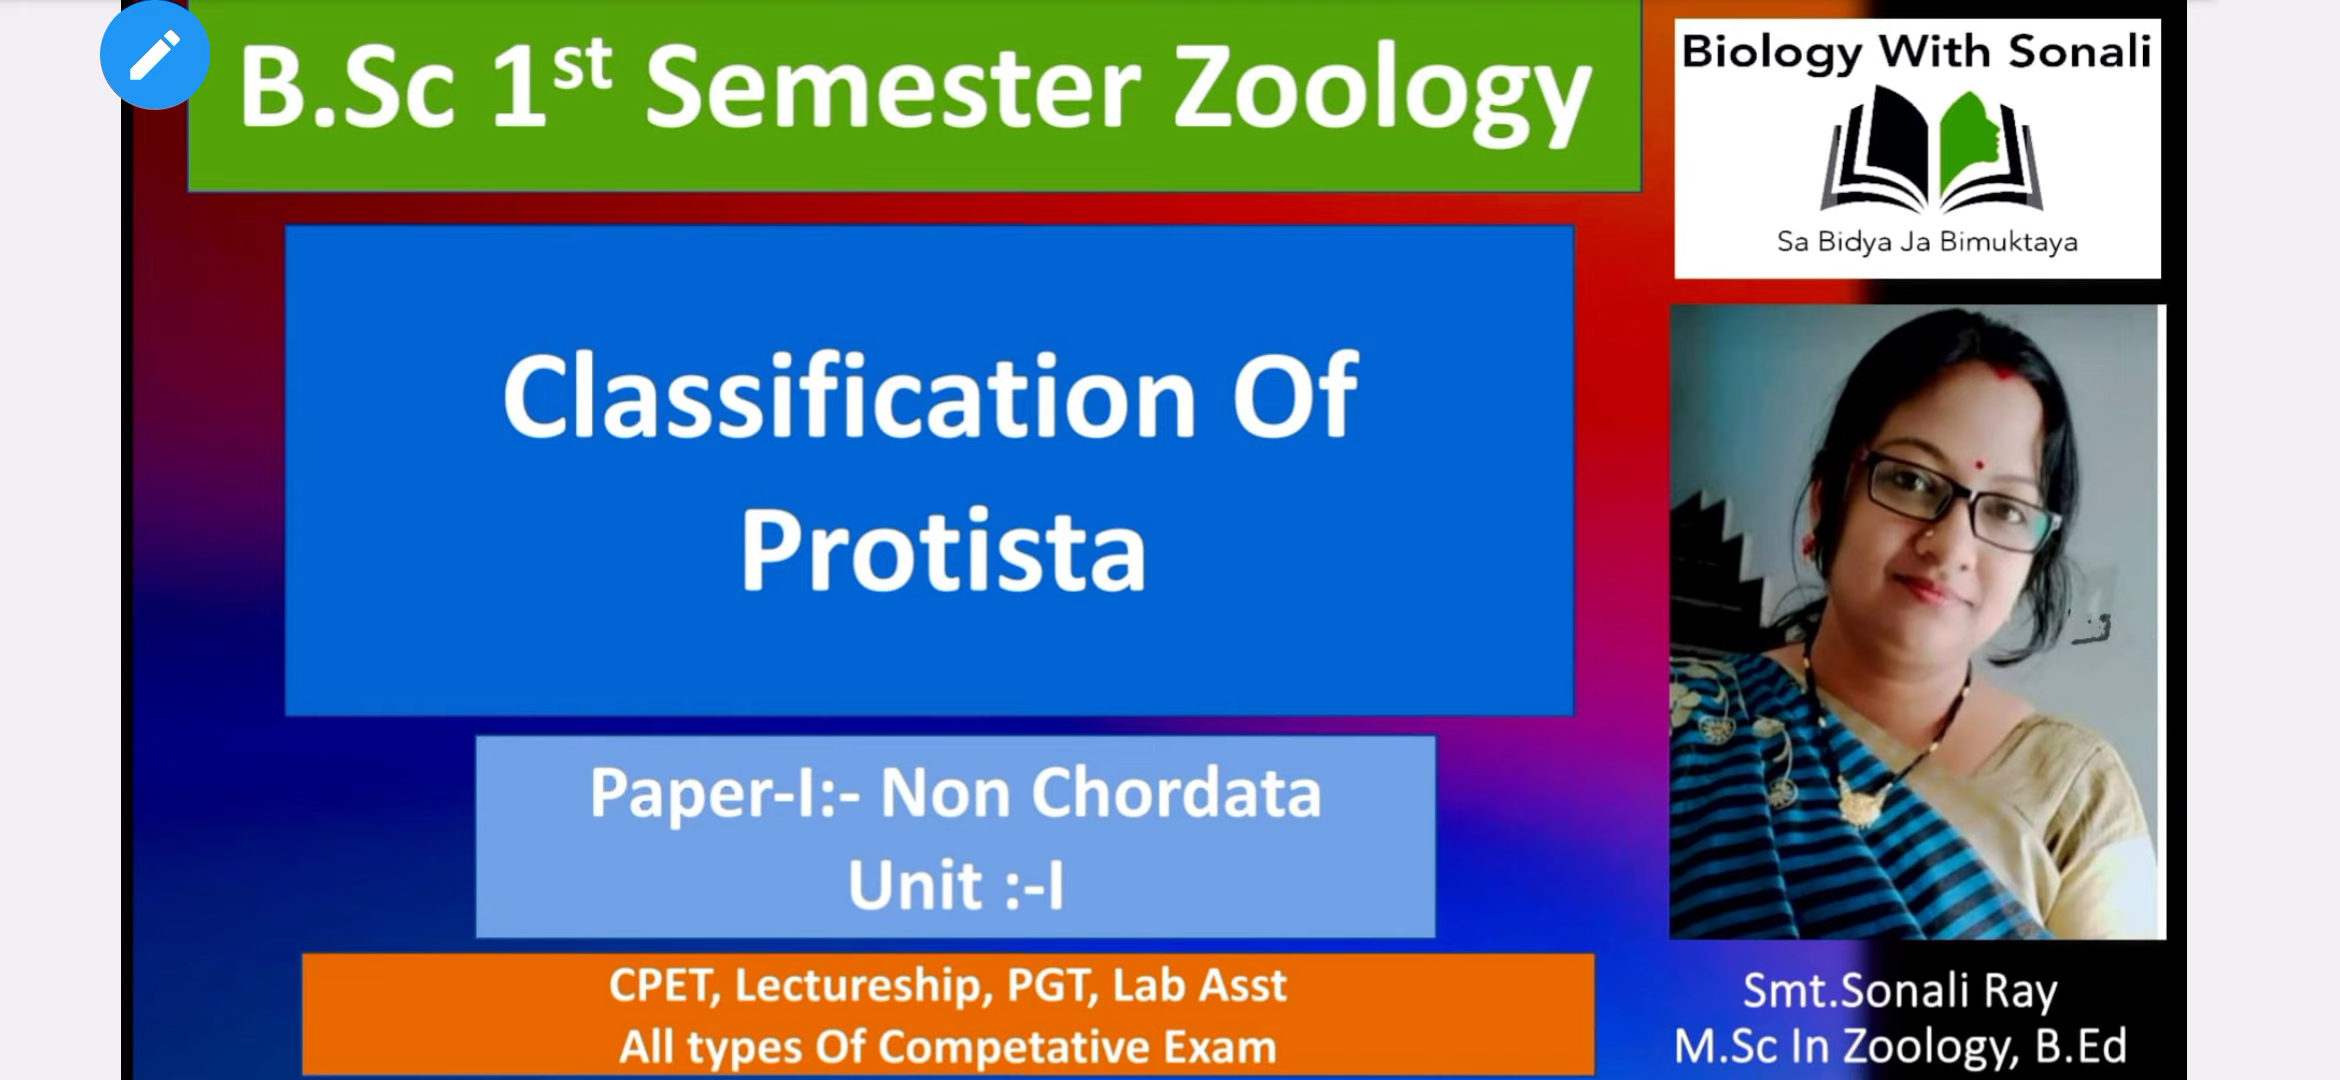 B.Sc 1st Semester Zoology
Biology With Sonali
Sa Bidya Ja Bimuktaya
Classification Of
Protista
Paper-I:- Non Chordata
Unit :-I
CPET, Lectureship, PGT, Lab Asst
All types Of Competative Exam
Smt.Sonali Ray
M.Sc In Zoology, B.Ed